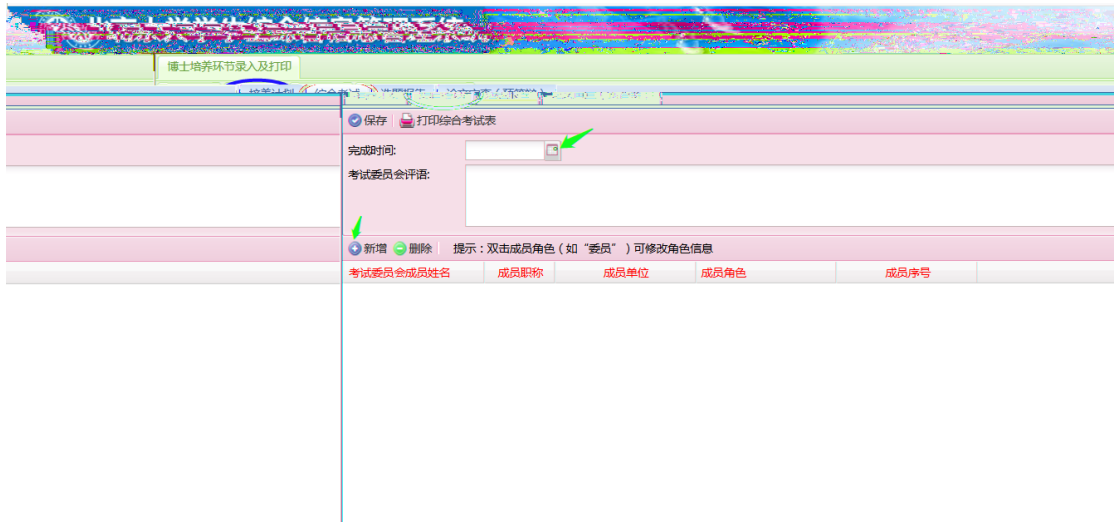 博士培养环节录入及打印
保存 打印综合考试表
完成时间:
考试委员会评语:
新增 删除 提示：双击成员角色（如“委员”）可修改角色信息
考试委员会成员姓名 成员职称 成员单位 成员角色 成员序号